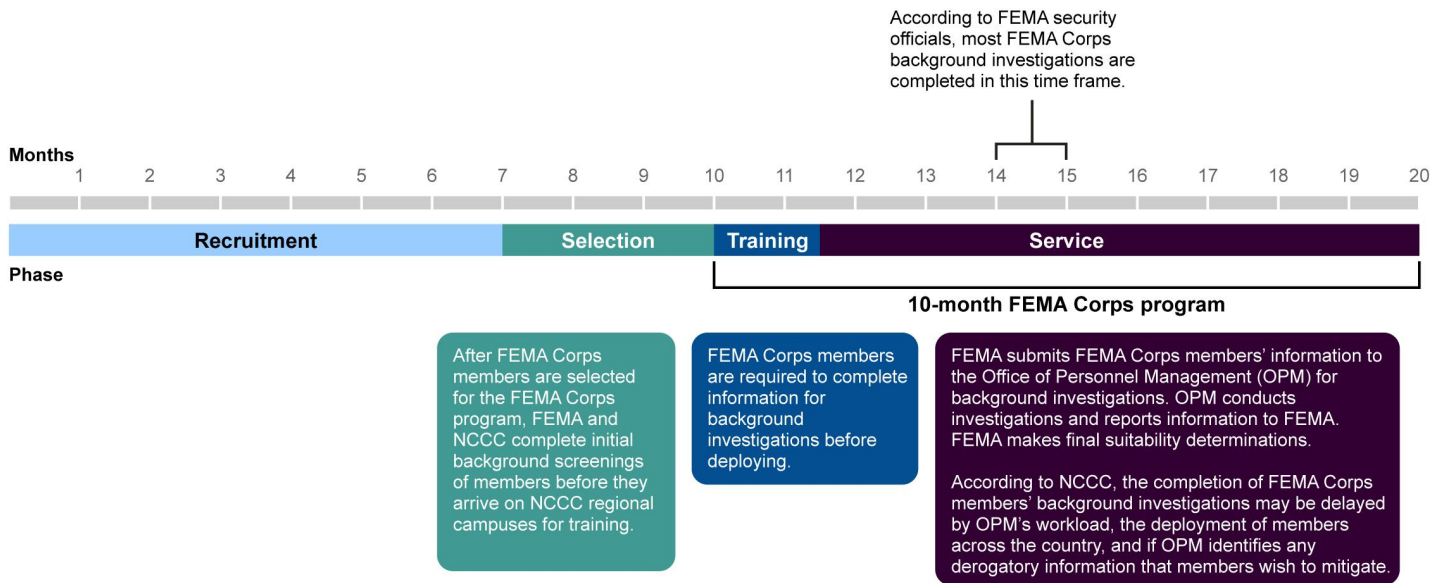 According to FEMA security
officials, most FEMA Corps
background investigations are
completed in this time frame.
Months
1 2 3 4 5 6 7 8 9 10 11 12 13 14 15 16 17 18 19 20
Recruitment Selection Training Service
Phase
10-month FEMA Corps program
After FEMA Corps
members are selected
for the FEMA Corps
program, FEMA and
NCCC complete initial
background screenings
of members before they
arrive on NCCC regional
campuses for training.
FEMA Corps members
are required to complete
information for
background
investigations before
deploying.
FEMA submits FEMA Corps members’ information to
the Office of Personnel Management (OPM) for
background investigations. OPM conducts
investigations and reports information to FEMA.
FEMA makes final suitability determinations.
According to NCCC, the completion of FEMA Corps
members’ background investigations may be delayed
by OPM’s workload, the deployment of members
across the country, and if OPM identifies any
derogatory information that members wish to mitigate.